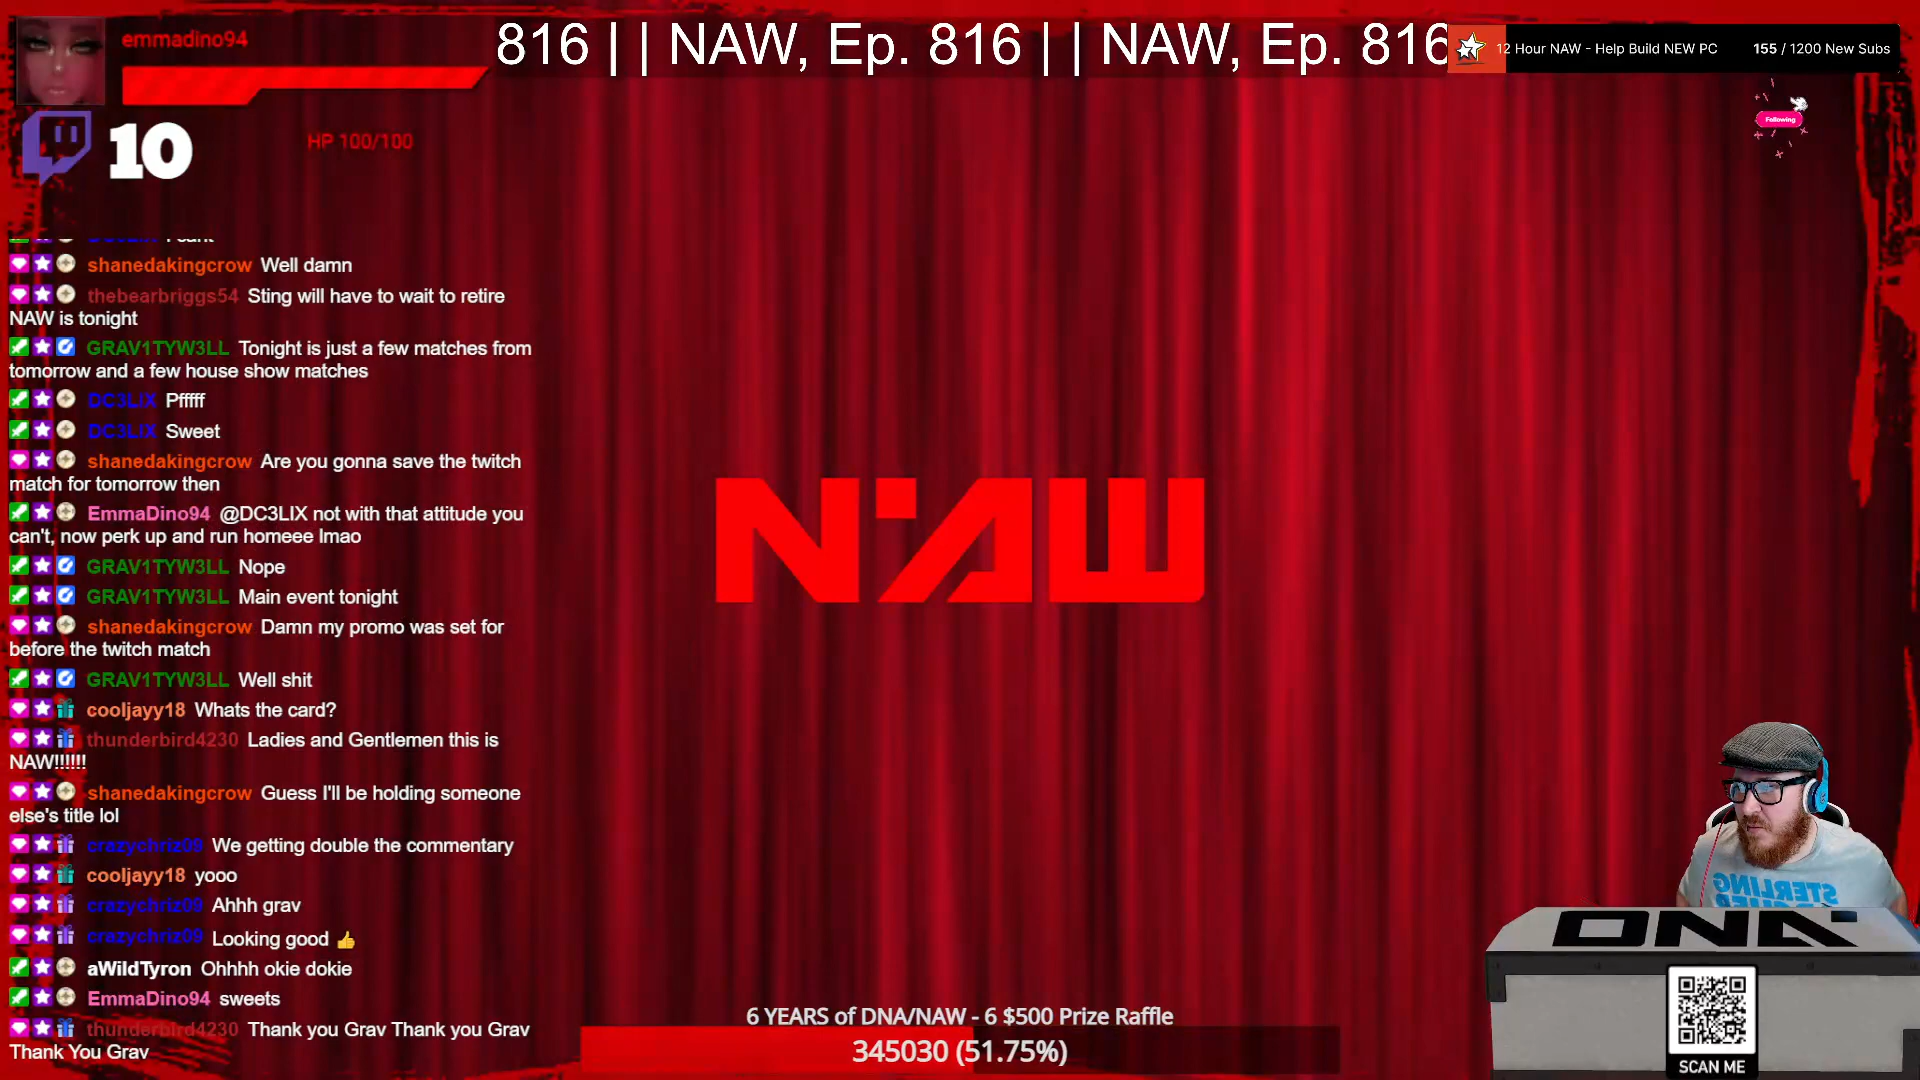 emmadino94
816 | | NAW, Ep. 816 | | NAW, Ep. 816
12 Hour NAW - Help Build NEW PC
155 / 1200 New Subs
Following
10
HP 100/100
shanedakingcrow Well damn
thebearbriggs54 Sting will have to wait to retire
NAW is tonight
GRAV1TYW3LL Tonight is just a few matches from
tomorrow and a few house show matches
DC3LIX Pfffff
DC3LIX Sweet
shanedakingcrow Are you gonna save the twitch
match for tomorrow then
EmmaDino94 @DC3LIX not with that attitude you
can't, now perk up and run homeee lmao
GRAV1TYW3LL Nope
GRAV1TYW3LL Main event tonight
shanedakingcrow Damn my promo was set for
before the twitch match
GRAV1TYW3LL Well shit
cooljayy18 Whats the card?
thunderbird4230 Ladies and Gentlemen this is
NAW!!!!!!
shanedakingcrow Guess I'll be holding someone
else's title lol
crazychriz09 We getting double the commentary
cooljayy18 yooo
crazychriz09 Ahhh grav
crazychriz09 Looking good 👍
aWildTyron Ohhhh okie dokie
EmmaDino94 sweets
thunderbird4230 Thank you Grav Thank you Grav
Thank You Grav
NAW
STERLING
DNA
SCAN ME
6 YEARS of DNA/NAW - 6 $500 Prize Raffle
345030 (51.75%)